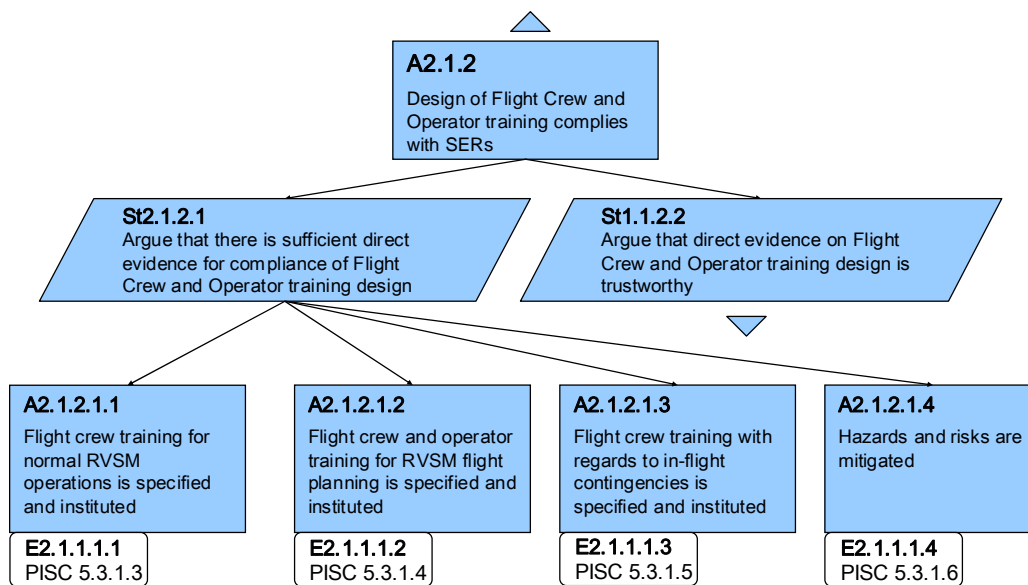 A2.1.2
Design of Flight Crew and
Operator training complies
with SERs
St2.1.2.1
Argue that there is sufficient direct
evidence for compliance of Flight
Crew and Operator training design
St1.1.2.2
Argue that direct evidence on Flight
Crew and Operator training design is
trustworthy
A2.1.2.1.1
Flight crew training for
normal RVSM
operations is specified
and instituted
E2.1.1.1.1
PISC 5.3.1.3
A2.1.2.1.2
Flight crew and operator
training for RVSM flight
planning is specified and
instituted
E2.1.1.1.2
PISC 5.3.1.4
A2.1.2.1.3
Flight crew training with
regards to in-flight
contingencies is
specified and instituted
E2.1.1.1.3
PISC 5.3.1.5
A2.1.2.1.4
Hazards and risks are
mitigated
E2.1.1.1.4
PISC 5.3.1.6